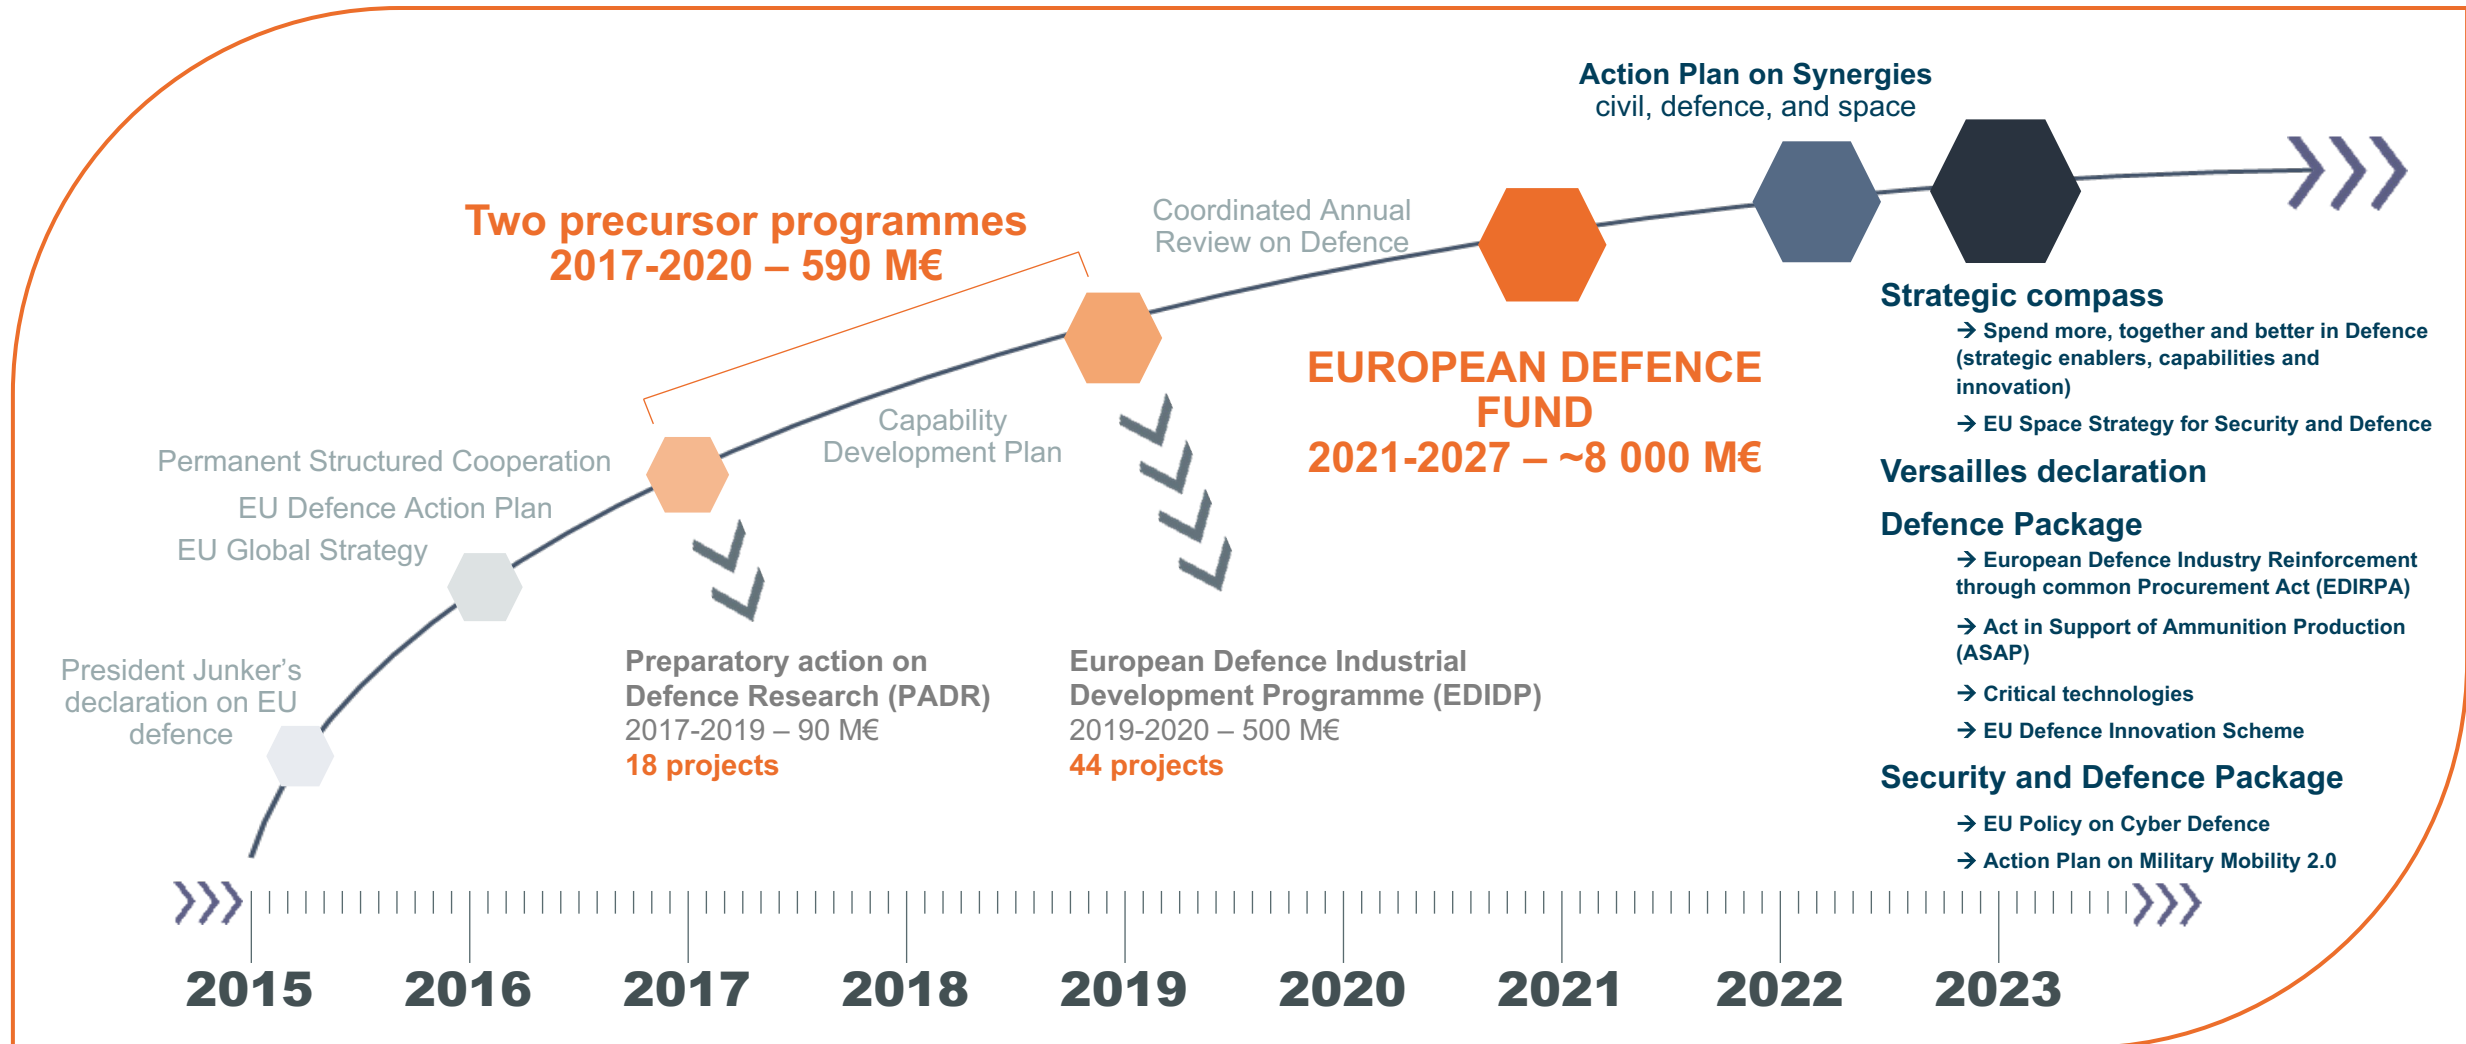 Action Plan on Synergies
civil, defence, and space
Two precursor programmes
2017-2020 – 590 M€
Coordinated Annual
Review on Defence
Strategic compass
→ Spend more, together and better in Defence
(strategic enablers, capabilities and
innovation)
→ EU Space Strategy for Security and Defence
EUROPEAN DEFENCE
FUND
2021-2027 – ~8 000 M€
Capability
Development Plan
Permanent Structured Cooperation
EU Defence Action Plan
EU Global Strategy
Versailles declaration
Defence Package
→ European Defence Industry Reinforcement
through common Procurement Act (EDIRPA)
→ Act in Support of Ammunition Production
(ASAP)
→ Critical technologies
→ EU Defence Innovation Scheme
President Junker’s
declaration on EU
defence
Preparatory action on
Defence Research (PADR)
2017-2019 – 90 M€
18 projects
European Defence Industrial
Development Programme (EDIDP)
2019-2020 – 500 M€
44 projects
Security and Defence Package
→ EU Policy on Cyber Defence
→ Action Plan on Military Mobility 2.0
2015 2016 2017 2018 2019 2020 2021 2022 2023